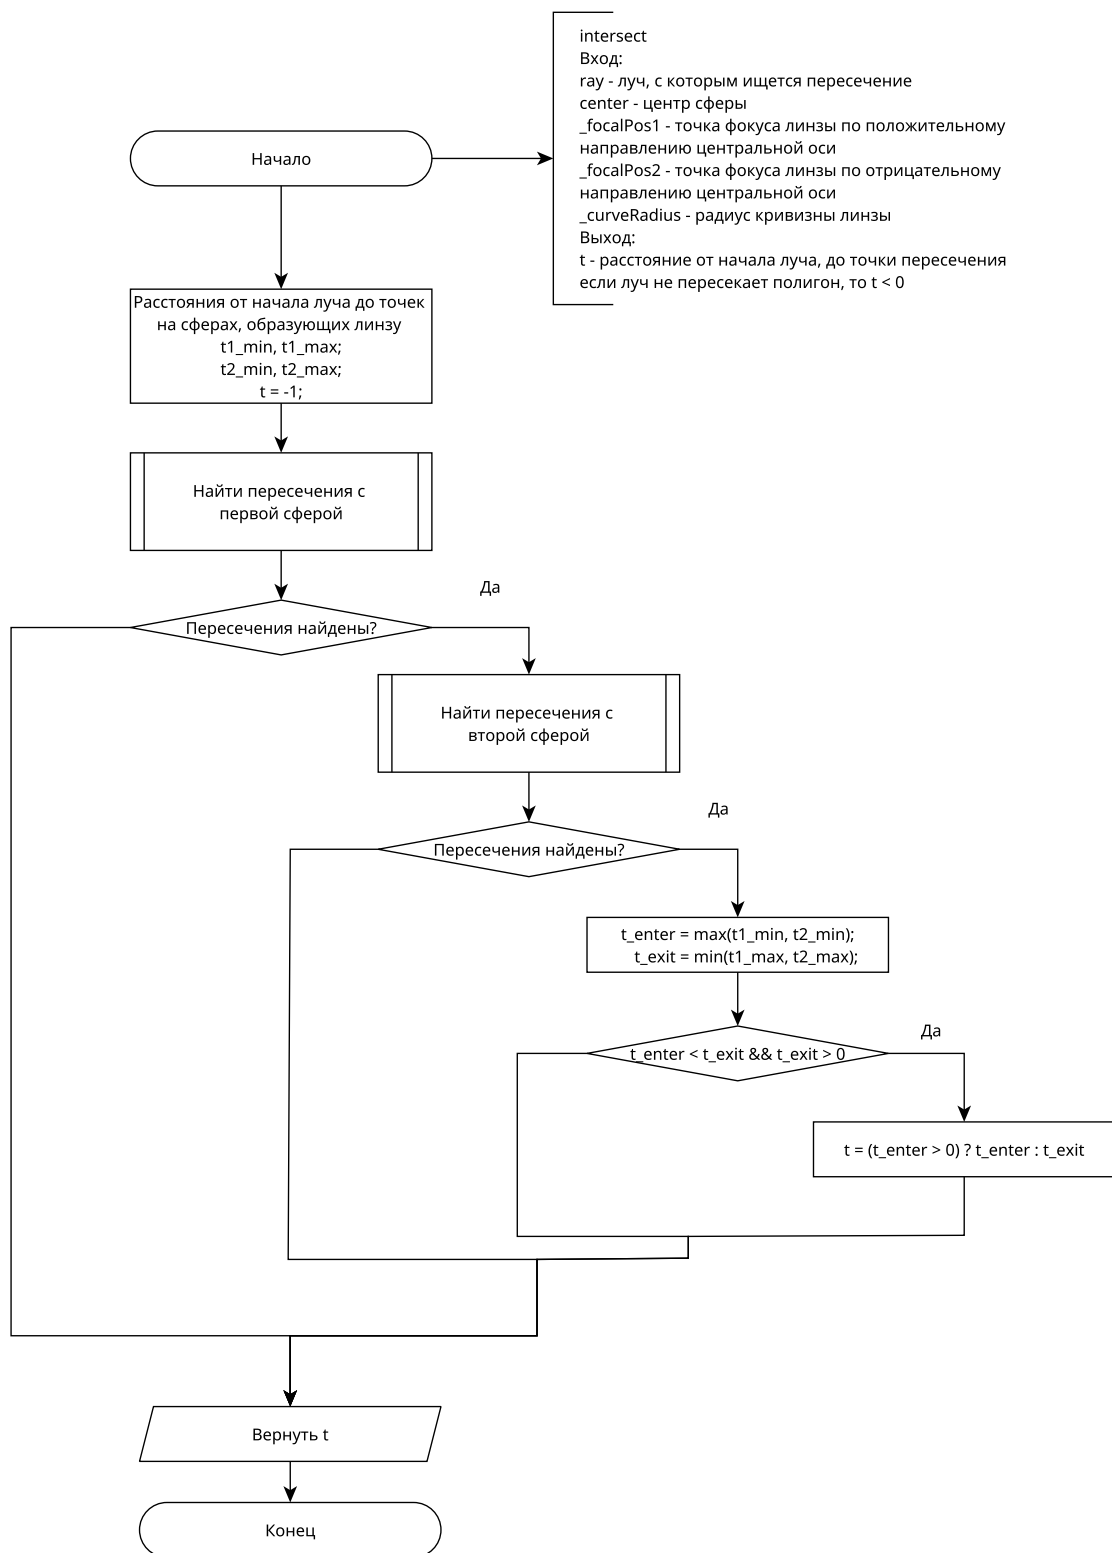 intersect
Вход:
ray - луч, с которым ищется пересечение
center - центр сферы
_focalPos1 - точка фокуса линзы по положительному
направлению центральной оси
_focalPos2 - точка фокуса линзы по отрицательному
направлению центральной оси
_curveRadius - радиус кривизны линзы
Выход:
t - расстояние от начала луча, до точки пересечения
если луч не пересекает полигон, то t < 0
Начало
Расстояния от начала луча до точек
на сферах, образующих линзу
t1_min, t1_max;
t2_min, t2_max;
t = -1;
Найти пересечения с
первой сферой
Да
Пересечения найдены?
Найти пересечения с
второй сферой
Да
Пересечения найдены?
t_enter = max(t1_min, t2_min);
t_exit = min(t1_max, t2_max);
Да
t_enter < t_exit && t_exit > 0
t = (t_enter > 0) ? t_enter : t_exit
Вернуть t
Конец